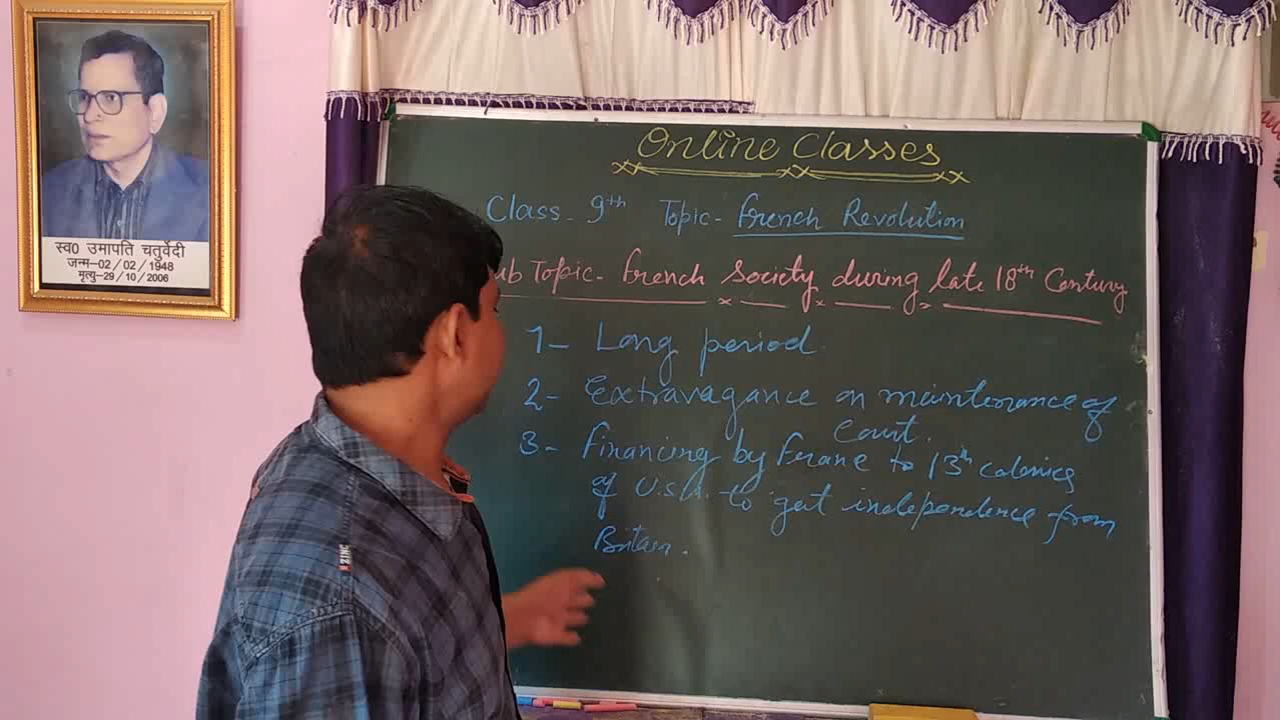 स्व0 उमापति चतुर्वेदी
जन्म-02/02/1948
मृत्यु-29/10/2006
Online Classes
Class - 9th Topic - French Revolution
ub Topic - French Society during late 18th Century
1- Long period
2- Extravagance on maintenance of
Court.
3- Financing by France to 13th colonies
of U.S.A. to get independence from
Britain.
ZINC